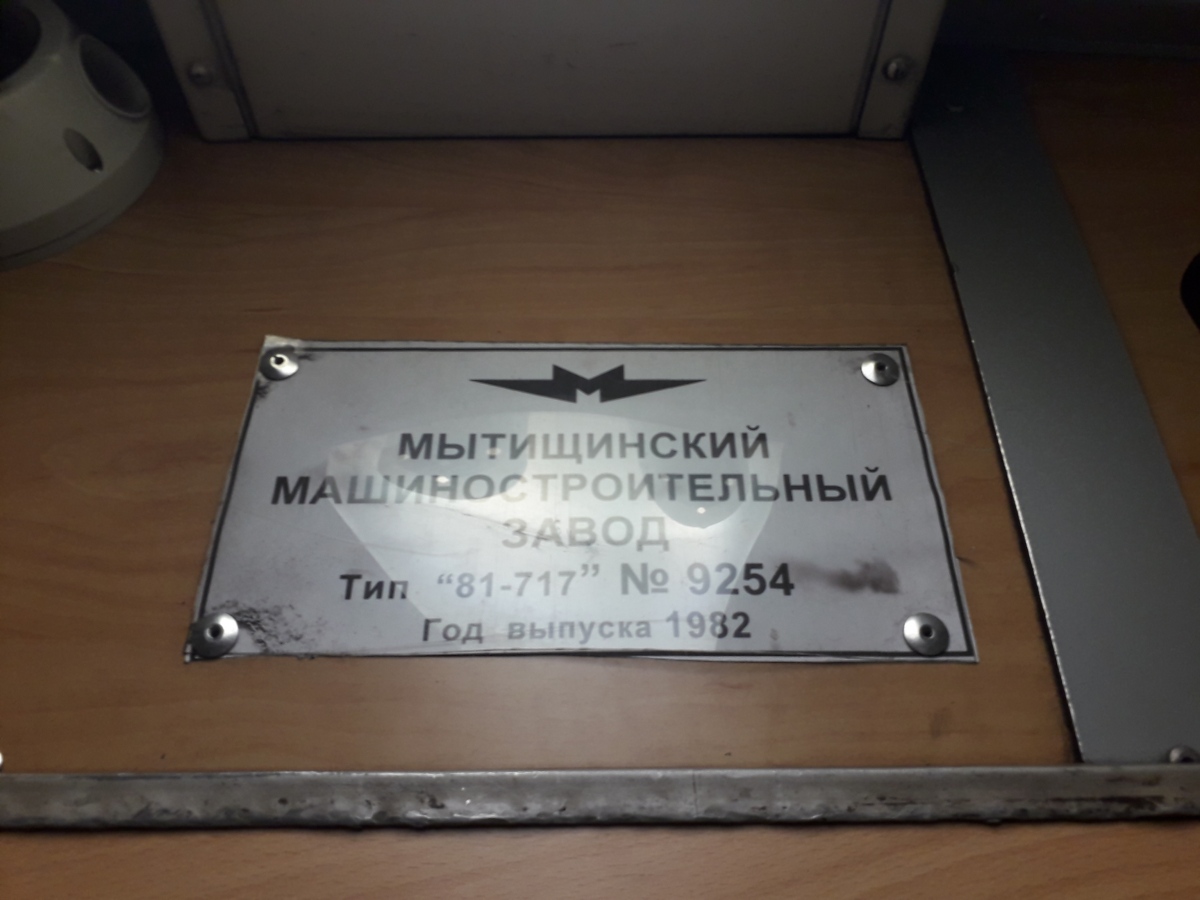 МЫТИЩИНСКИЙ
МАШИНОСТРОИТЕЛЬНЫЙ
ЗАВОД
Тип “81-717” № 9254
Год выпуска 1982